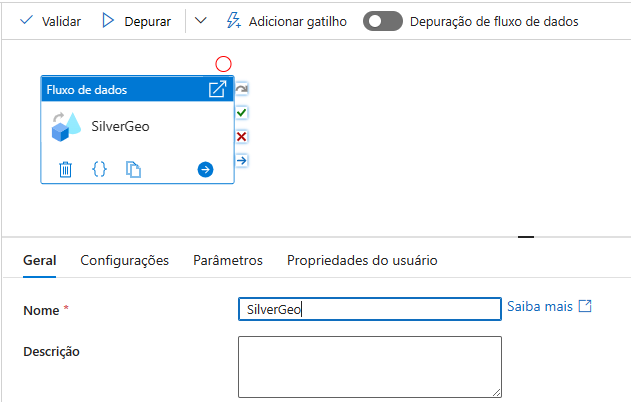 Validar Depurar Adicionar gatilho Depuração de fluxo de dados
Fluxo de dados
SilverGeo
{}
Geral Configurações Parâmetros Propriedades do usuário
Nome * SilverGeo Saiba mais
Descrição